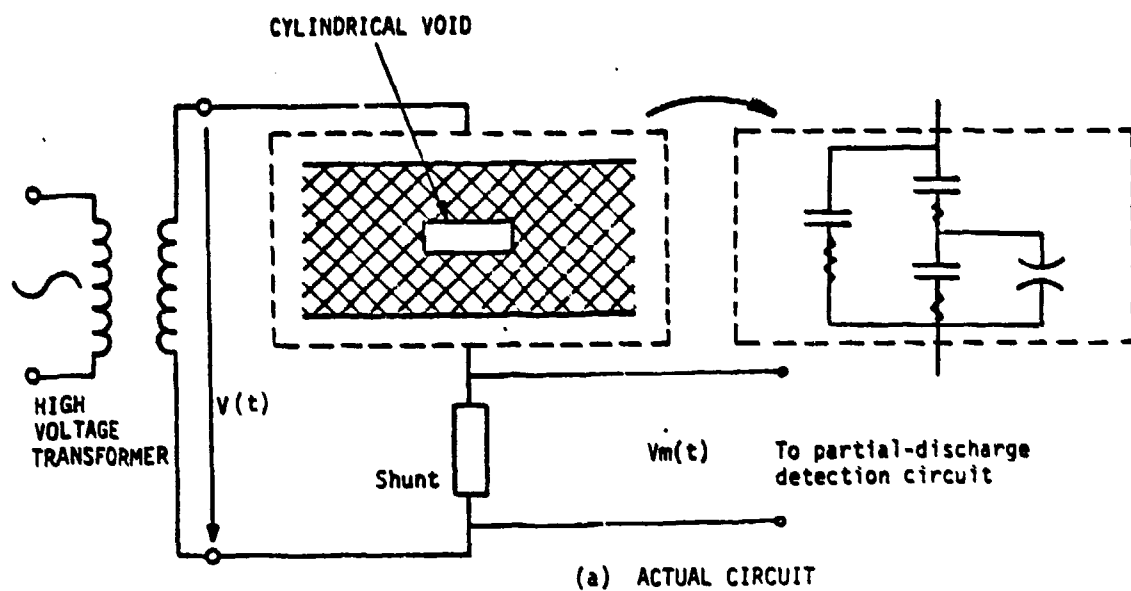 CYLINDRICAL VOID
HIGH
VOLTAGE
TRANSFORMER
V(t)
Shunt
Vm(t)
To partial-discharge
detection circuit
(a) ACTUAL CIRCUIT